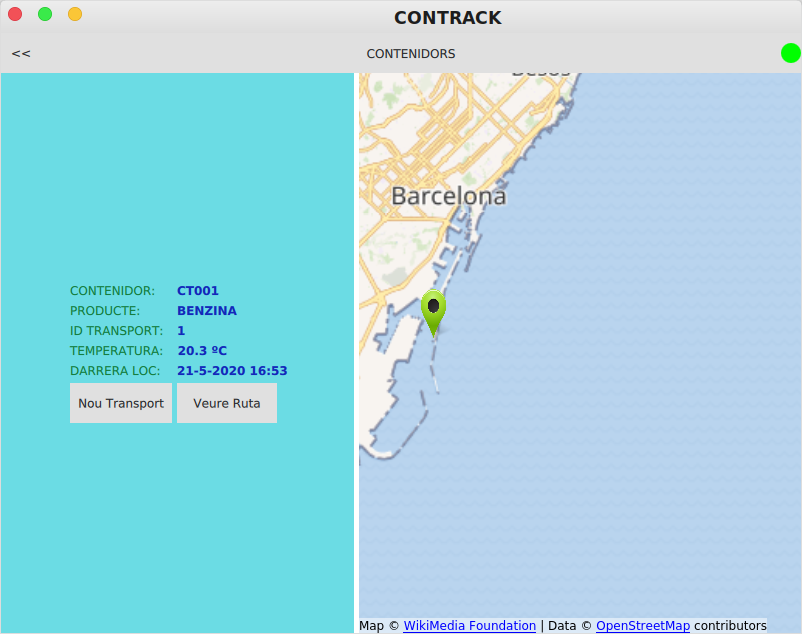 CONTRACK
<< CONTENIDORS
Besòs
Barcelona
CONTENIDOR: CT001
PRODUCTE: BENZINA
ID TRANSPORT: 1
TEMPERATURA: 20.3 ºC
DARRERA LOC: 21-5-2020 16:53
Nou Transport Veure Ruta
Map © WikiMedia Foundation | Data © OpenStreetMap contributors